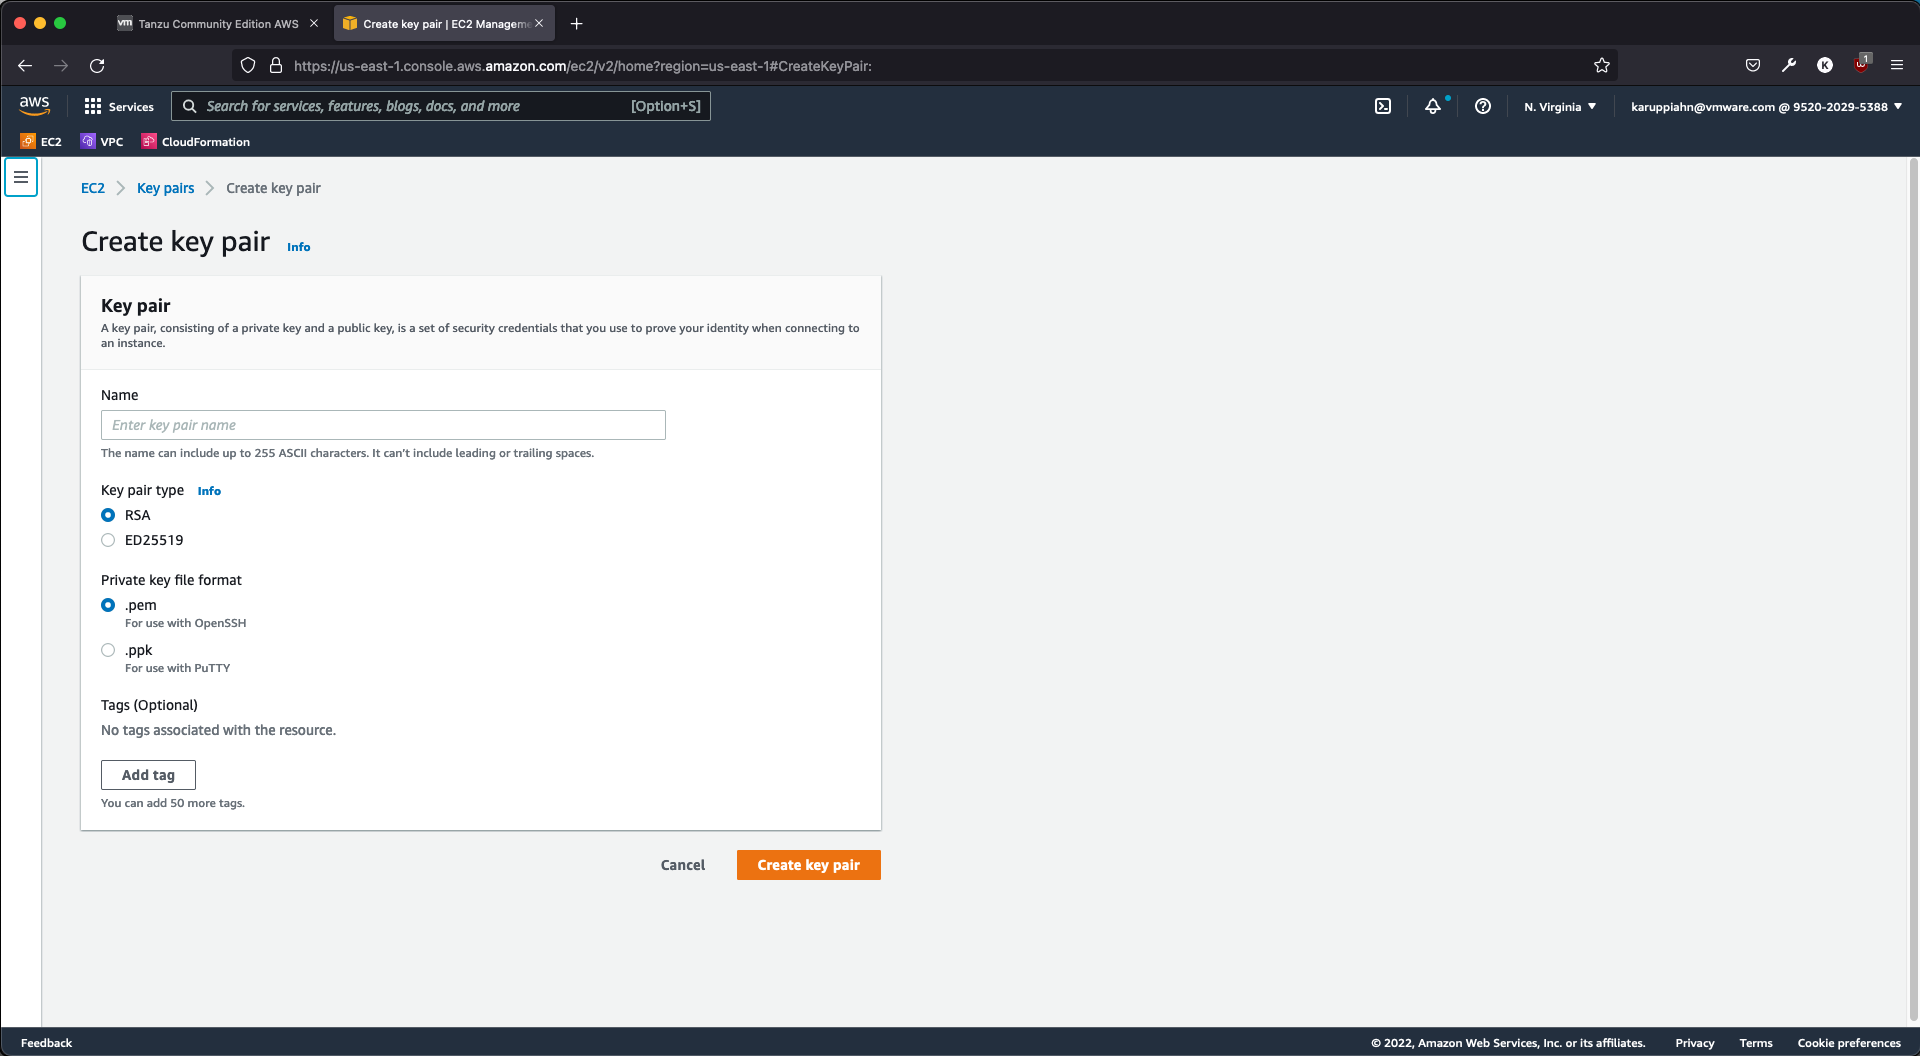 vm Tanzu Community Edition AWS
Create key pair | EC2 Manageme
https://us-east-1.console.aws.amazon.com/ec2/v2/home?region=us-east-1#CreateKeyPair:
K
1
aws
Services
Search for services, features, blogs, docs, and more [Option+S]
N. Virginia
karuppiahn@vmware.com @ 9520-2029-5388
EC2
VPC
CloudFormation
EC2 > Key pairs > Create key pair
Create key pair Info
Key pair
A key pair, consisting of a private key and a public key, is a set of security credentials that you use to prove your identity when connecting to
an instance.
Name
Enter key pair name
The name can include up to 255 ASCII characters. It can't include leading or trailing spaces.
Key pair type Info
RSA
ED25519
Private key file format
.pem
For use with OpenSSH
.ppk
For use with PuTTY
Tags (Optional)
No tags associated with the resource.
Add tag
You can add 50 more tags.
Cancel
Create key pair
Feedback
© 2022, Amazon Web Services, Inc. or its affiliates.
Privacy
Terms
Cookie preferences